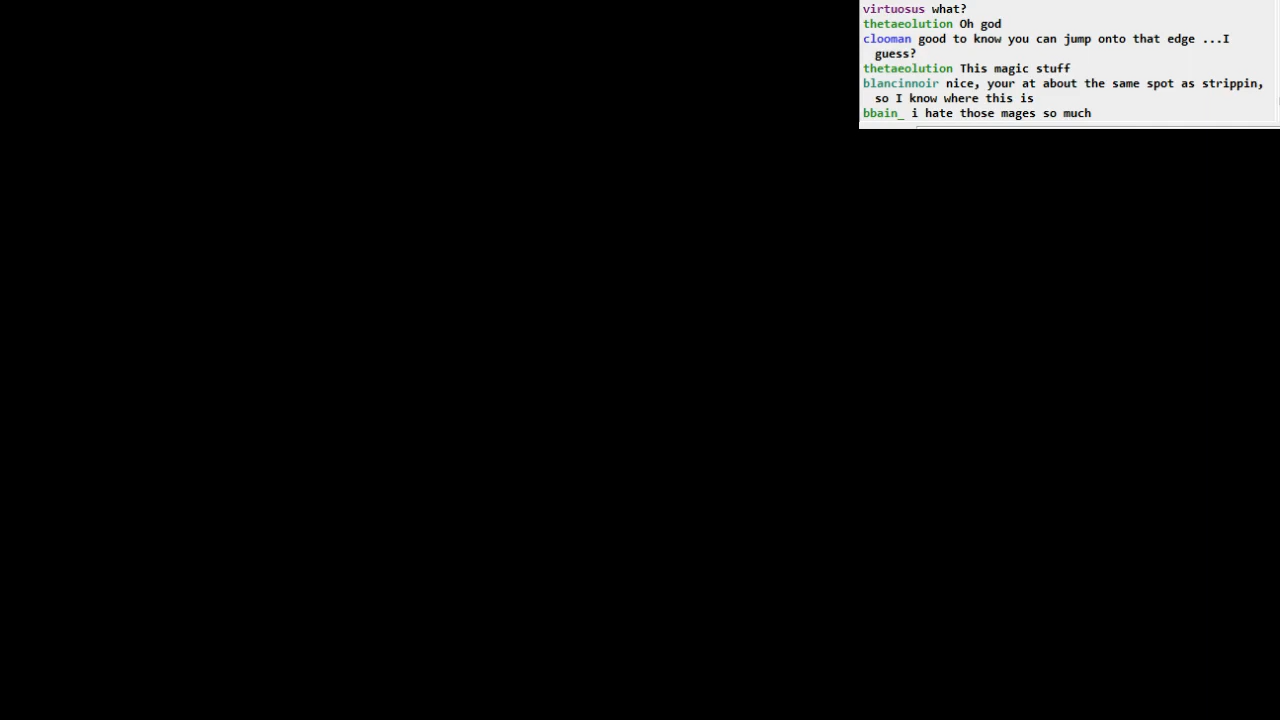 virtuosus what?
thetaeolution Oh god
clooman good to know you can jump onto that edge ...I
guess?
thetaeolution This magic stuff
blancinnoir nice, your at about the same spot as strippin,
so I know where this is
bbain_ i hate those mages so much